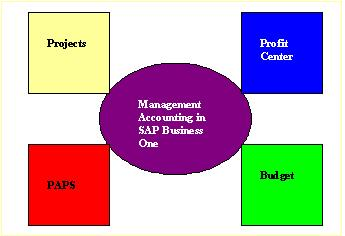 Projects
Profit
Center
Management
Accounting in
SAP Business
One
PAPS
Budget